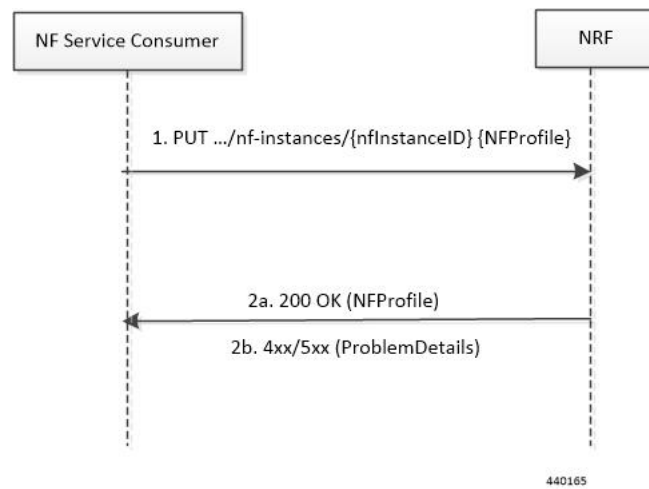 NF Service Consumer
NRF
1. PUT .../nf-instances/{nfInstanceID} {NFProfile}
2a. 200 OK (NFProfile)
2b. 4xx/5xx (ProblemDetails)
440165